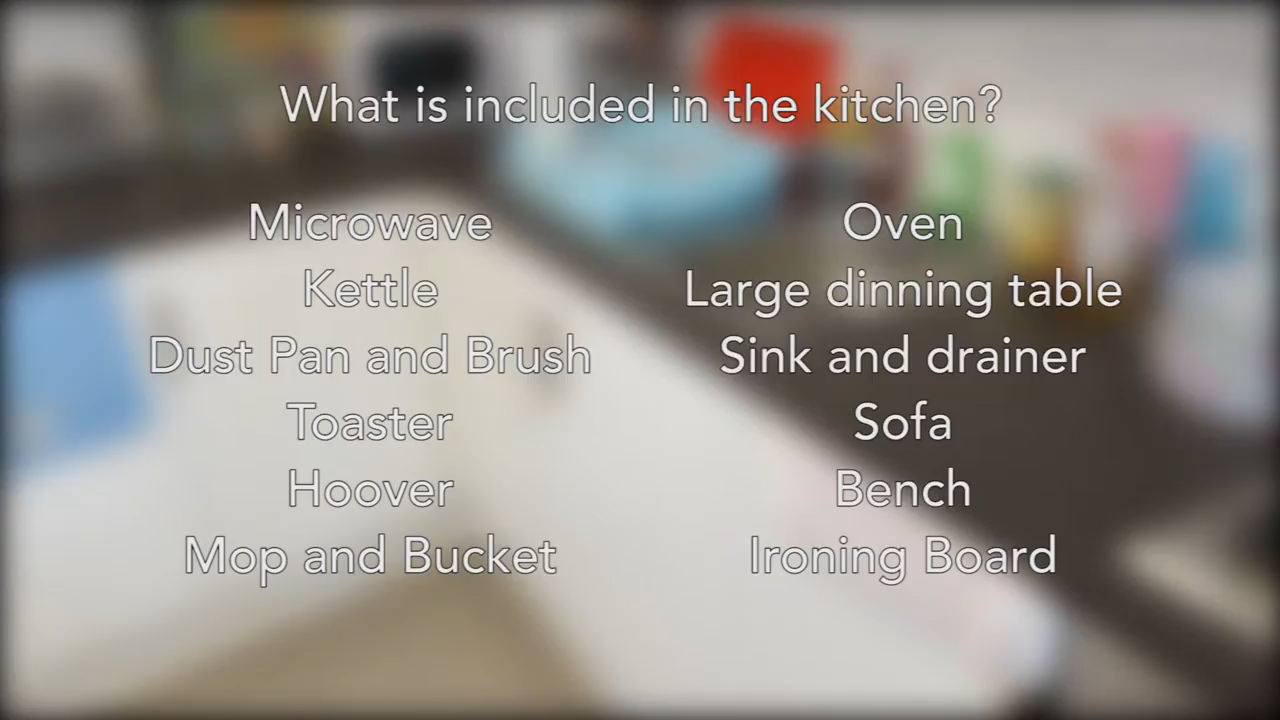 What is included in the kitchen?
Microwave
Kettle
Dust Pan and Brush
Toaster
Hoover
Mop and Bucket
Oven
Large dinning table
Sink and drainer
Sofa
Bench
Ironing Board